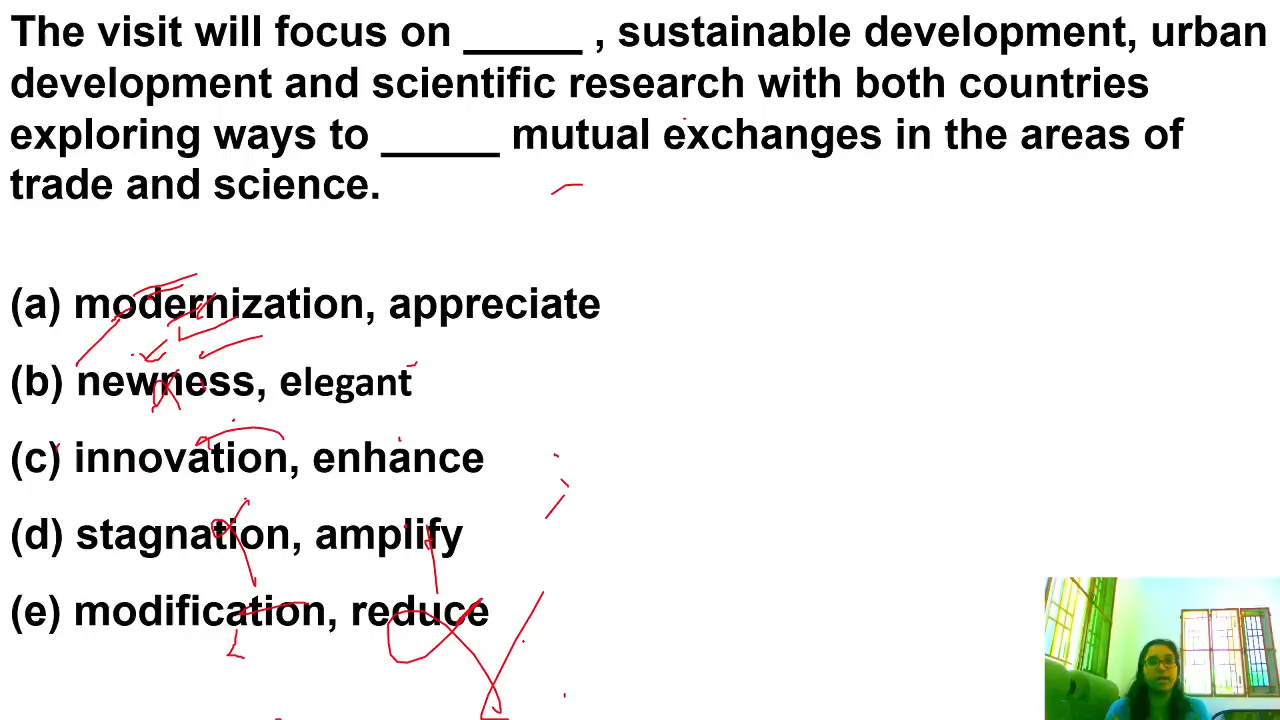 The visit will focus on _____ , sustainable development, urban
development and scientific research with both countries
exploring ways to _____ mutual exchanges in the areas of
trade and science.
(a) modernization, appreciate
(b) newness, elegant
(c) innovation, enhance
(d) stagnation, amplify
(e) modification, reduce